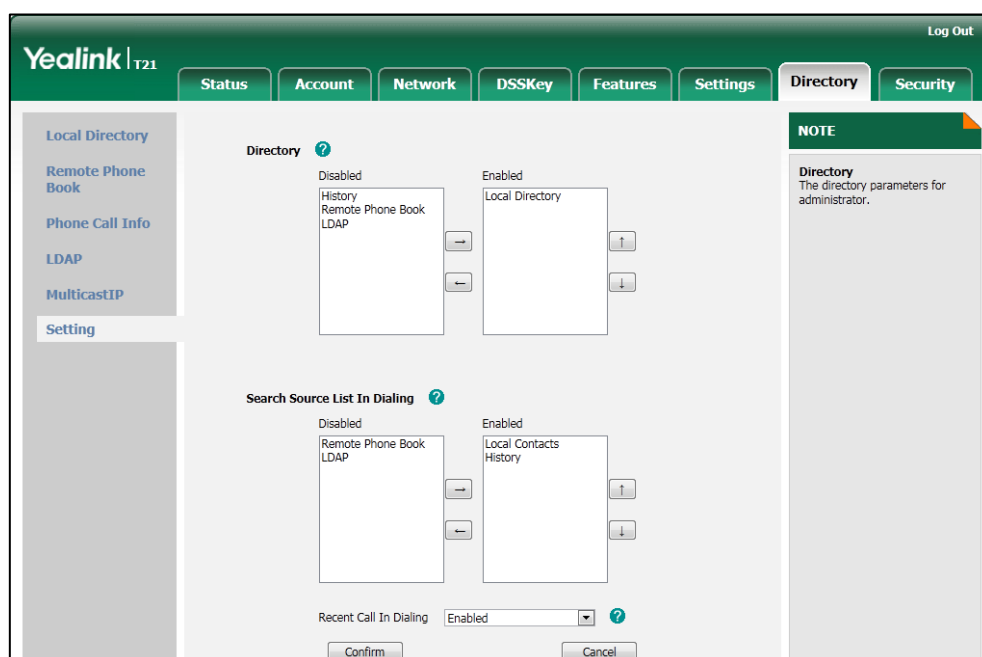 Log Out
Yealink T21
Status Account Network DSSKey Features Settings Directory Security
Local Directory
Remote Phone
Book
Phone Call Info
LDAP
MulticastIP
Setting
Directory ?
Disabled Enabled
History
Remote Phone Book
LDAP
Local Directory
→
←
↑
↓
Search Source List In Dialing ?
Disabled Enabled
Remote Phone Book
LDAP
Local Contacts
History
→
←
↑
↓
Recent Call In Dialing Enabled ?
Confirm Cancel
NOTE
Directory
The directory parameters for
administrator.